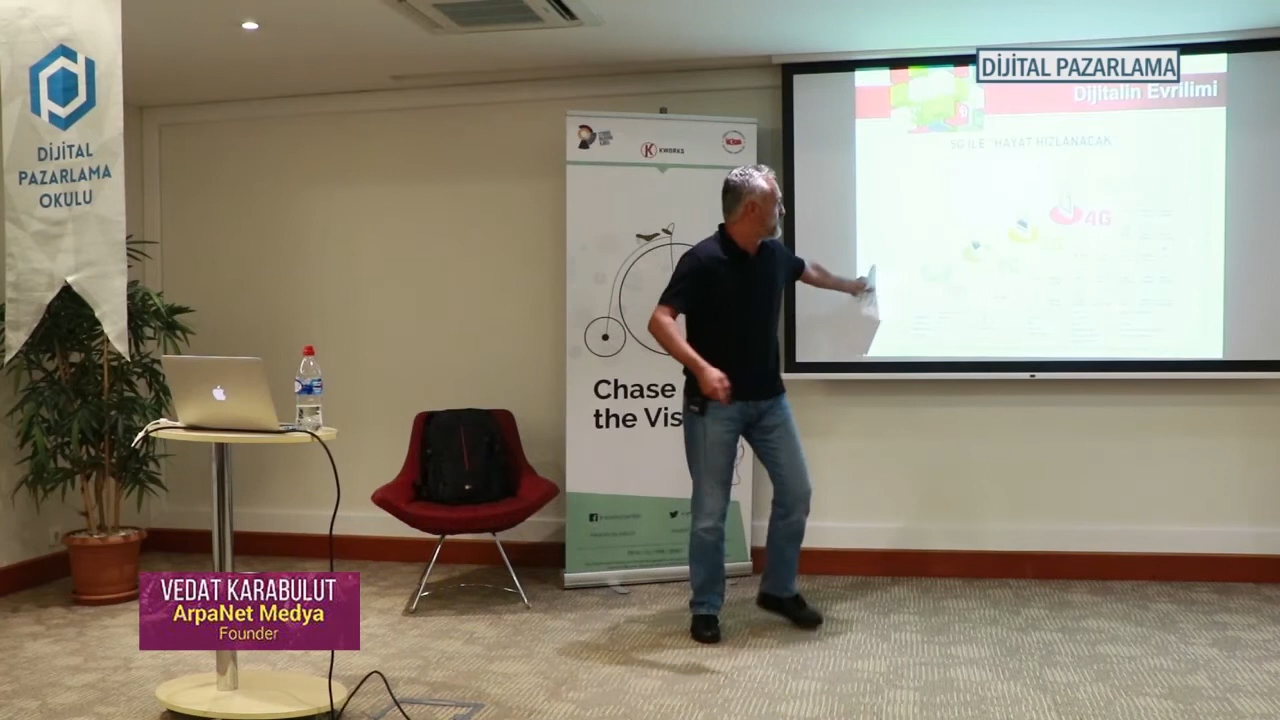 DİJİTAL PAZARLAMA
Dijitalin Evrilimi
5G İLE HAYAT HIZLANACAK
4G
DİJİTAL
PAZARLAMA
OKULU
KWORKS
Chase
the Vis
VEDAT KARABULUT
ArpaNet Medya
Founder